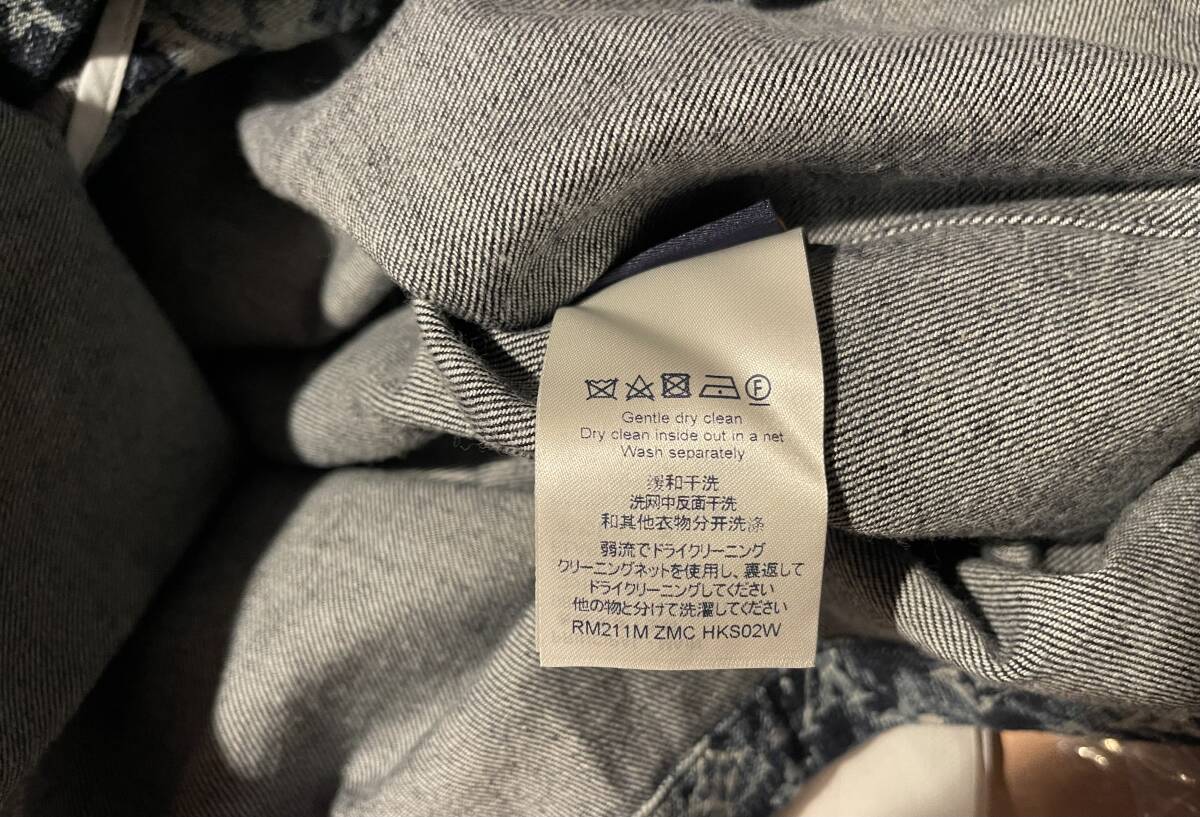 F
Gentle dry clean
Dry clean inside out in a net
Wash separately
缓和干洗
洗网中反面干洗
和其他衣物分开洗涤
弱流でドライクリーニング
クリーニングネットを使用し、裏返して
ドライクリーニングしてください
他の物と分けて洗濯してください
RM211M ZMC HKS02W